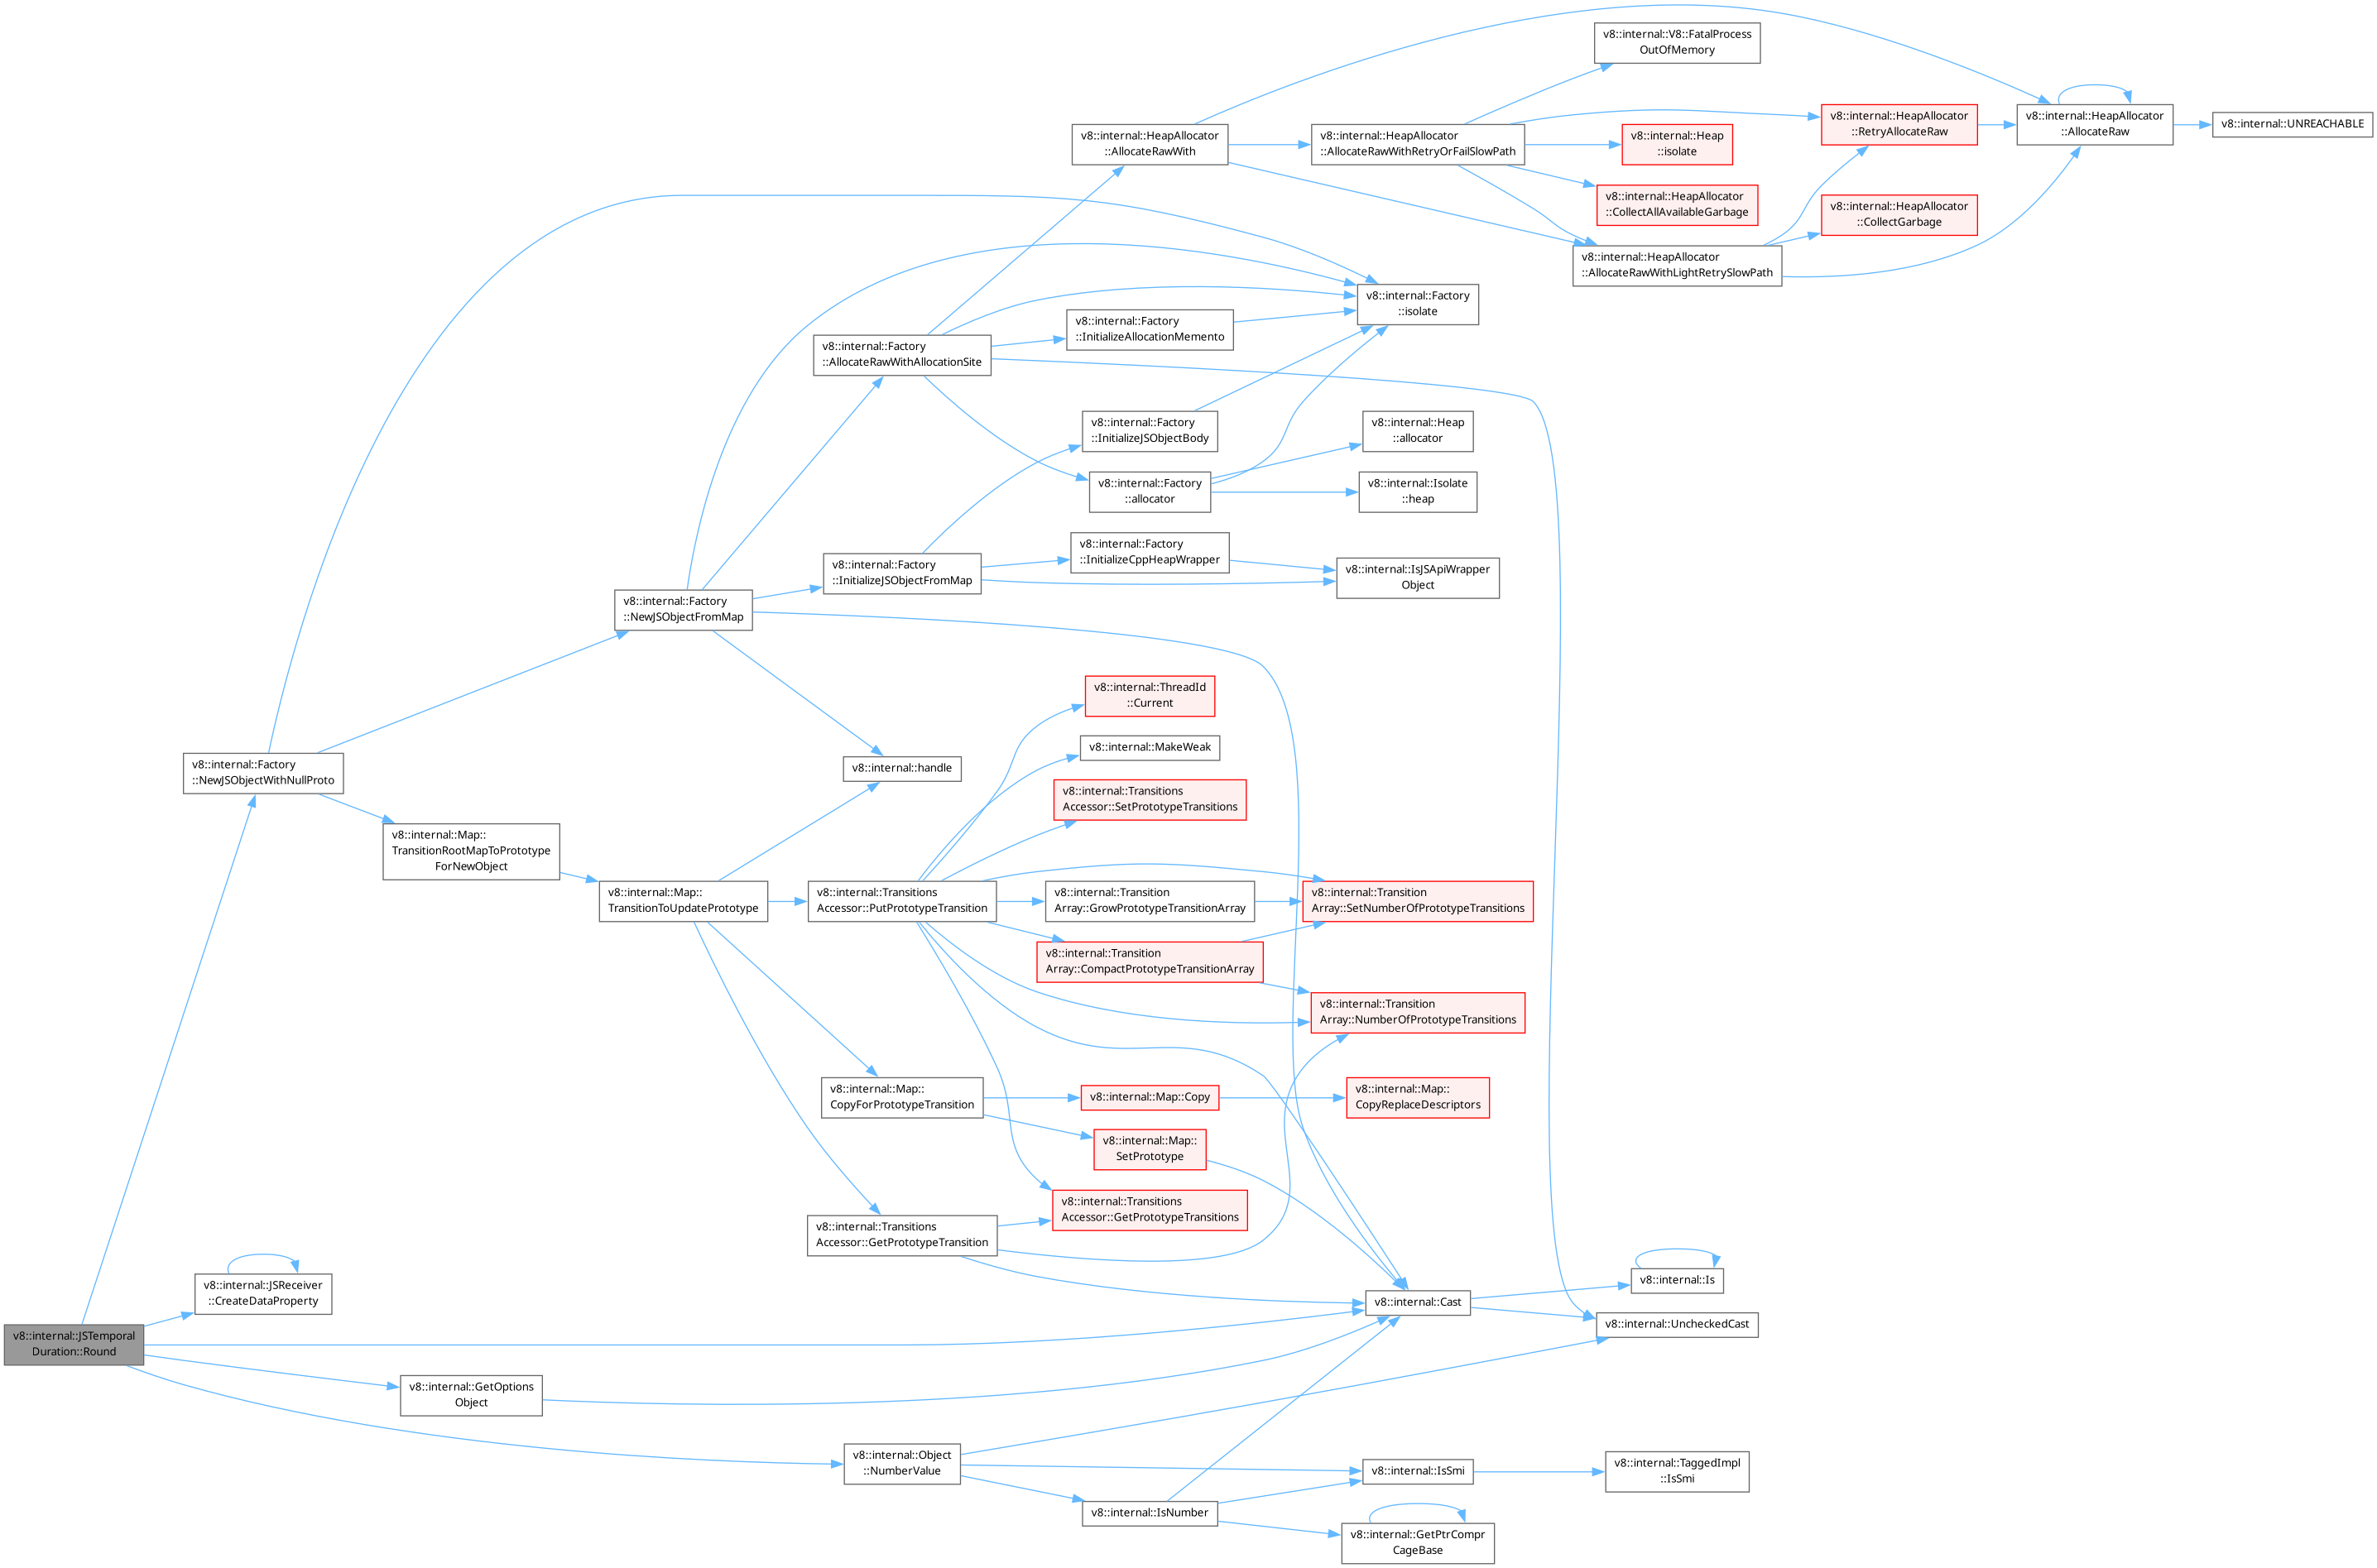 v8::internal::JSTemporal
Duration::Round
v8::internal::Factory
::NewJSObjectWithNullProto
v8::internal::JSReceiver
::CreateDataProperty
v8::internal::Map::
TransitionRootMapToPrototype
ForNewObject
v8::internal::GetOptions
Object
v8::internal::Factory
::NewJSObjectFromMap
v8::internal::Map::
TransitionToUpdatePrototype
v8::internal::Factory
::AllocateRawWithAllocationSite
v8::internal::Factory
::InitializeJSObjectFromMap
v8::internal::handle
v8::internal::Transitions
Accessor::PutPrototypeTransition
v8::internal::Map::
CopyForPrototypeTransition
v8::internal::Transitions
Accessor::GetPrototypeTransition
v8::internal::Object
::NumberValue
v8::internal::HeapAllocator
::AllocateRawWith
v8::internal::Factory
::InitializeAllocationMemento
v8::internal::Factory
::InitializeJSObjectBody
v8::internal::Factory
::allocator
v8::internal::Factory
::InitializeCppHeapWrapper
v8::internal::ThreadId
::Current
v8::internal::MakeWeak
v8::internal::Transitions
Accessor::SetPrototypeTransitions
v8::internal::Transition
Array::GrowPrototypeTransitionArray
v8::internal::Transition
Array::CompactPrototypeTransitionArray
v8::internal::Map::Copy
v8::internal::Map::
SetPrototype
v8::internal::Transitions
Accessor::GetPrototypeTransitions
v8::internal::IsNumber
v8::internal::HeapAllocator
::AllocateRawWithRetryOrFailSlowPath
v8::internal::Factory
::isolate
v8::internal::Heap
::allocator
v8::internal::Isolate
::heap
v8::internal::IsJSApiWrapper
Object
v8::internal::Transition
Array::SetNumberOfPrototypeTransitions
v8::internal::Transition
Array::NumberOfPrototypeTransitions
v8::internal::Map::
CopyReplaceDescriptors
v8::internal::Cast
v8::internal::IsSmi
v8::internal::GetPtrCompr
CageBase
v8::internal::V8::FatalProcess
OutOfMemory
v8::internal::Heap
::isolate
v8::internal::HeapAllocator
::CollectAllAvailableGarbage
v8::internal::HeapAllocator
::AllocateRawWithLightRetrySlowPath
v8::internal::Is
v8::internal::UncheckedCast
v8::internal::TaggedImpl
::IsSmi
v8::internal::HeapAllocator
::RetryAllocateRaw
v8::internal::HeapAllocator
::CollectGarbage
v8::internal::HeapAllocator
::AllocateRaw
v8::internal::UNREACHABLE